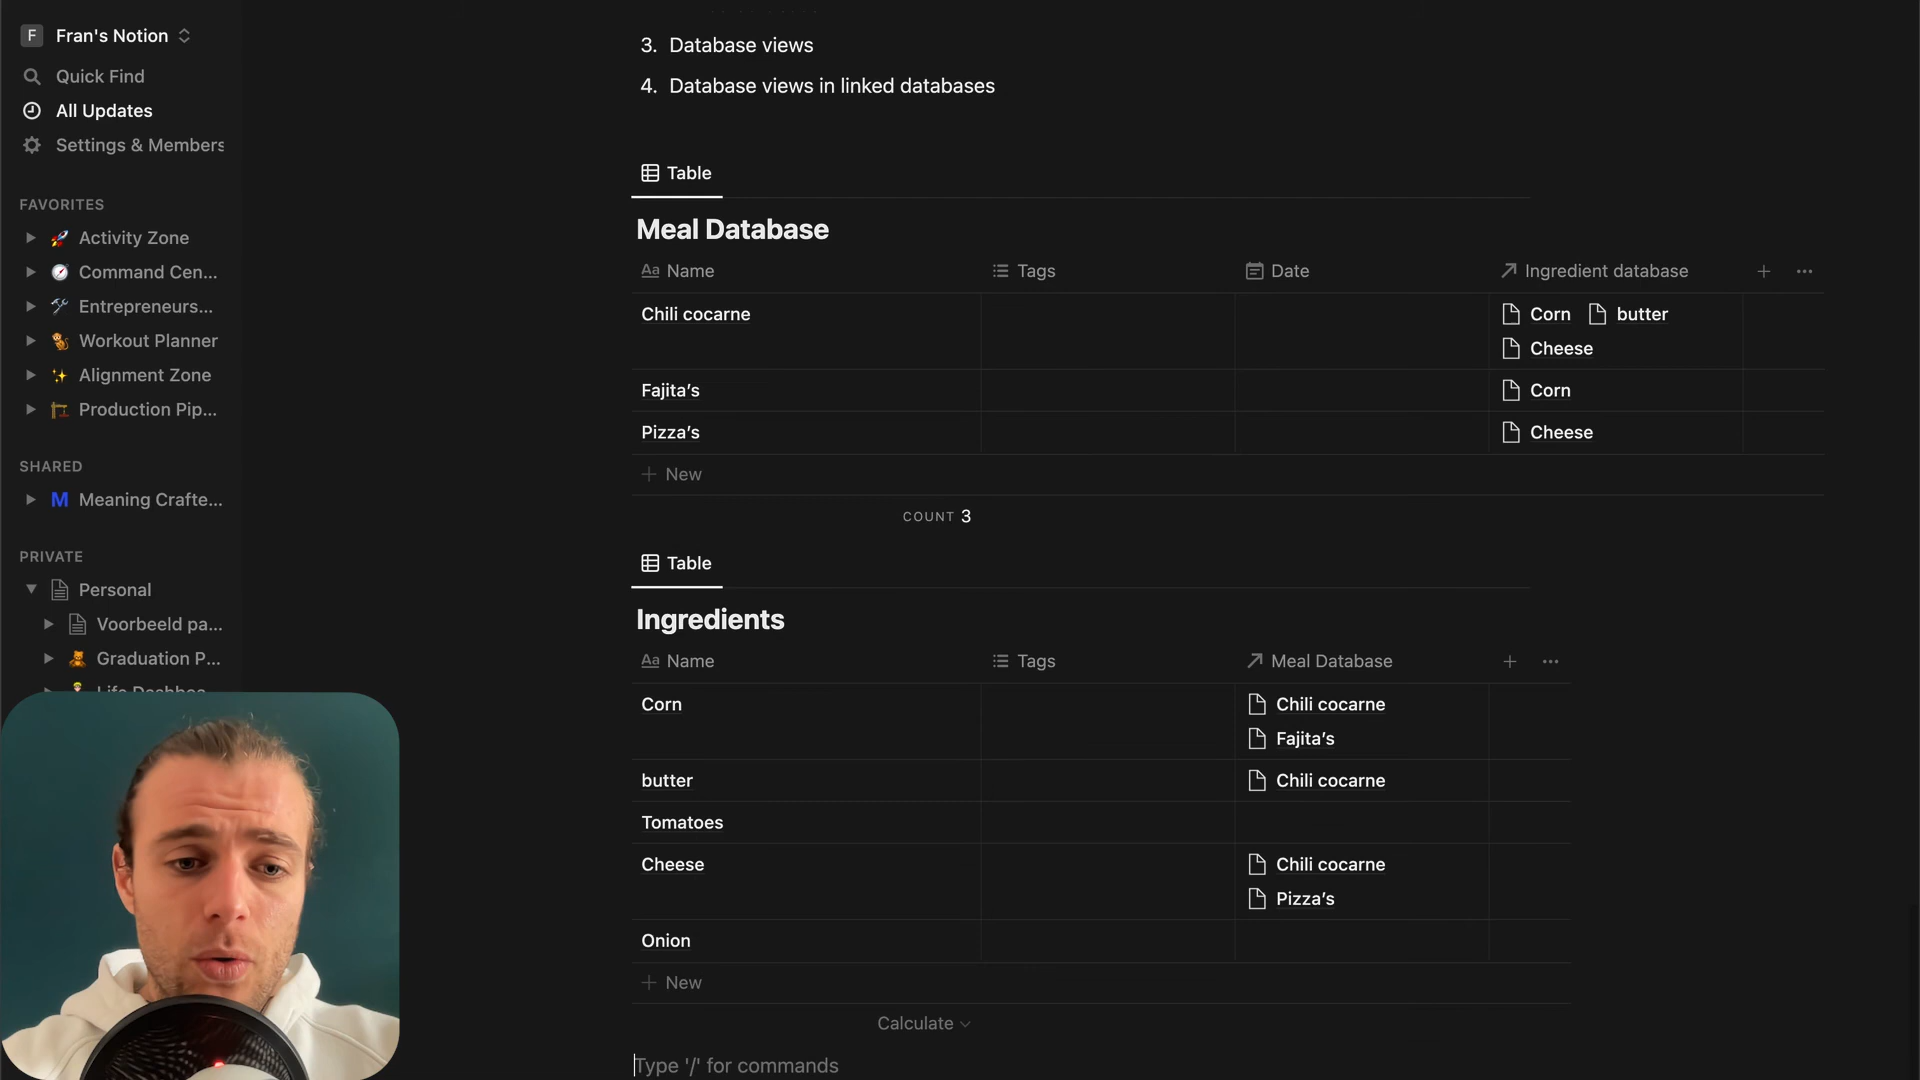 F Fran's Notion
Quick Find
All Updates
Settings & Members
FAVORITES
Activity Zone
Command Cen...
Entrepreneurs...
Workout Planner
Alignment Zone
Production Pip...
SHARED
M Meaning Crafte...
PRIVATE
Personal
Voorbeeld pa...
Graduation P...
3. Database views
4. Database views in linked databases
Table
Meal Database
Aa Name Tags Date Ingredient database + ...
Chili cocarne Corn butter
Cheese
Fajita’s Corn
Pizza’s Cheese
+ New
COUNT 3
Table
Ingredients
Aa Name Tags Meal Database + ...
Corn Chili cocarne
Fajita’s
butter Chili cocarne
Tomatoes
Cheese Chili cocarne
Pizza’s
Onion
+ New
Calculate
Type '/' for commands